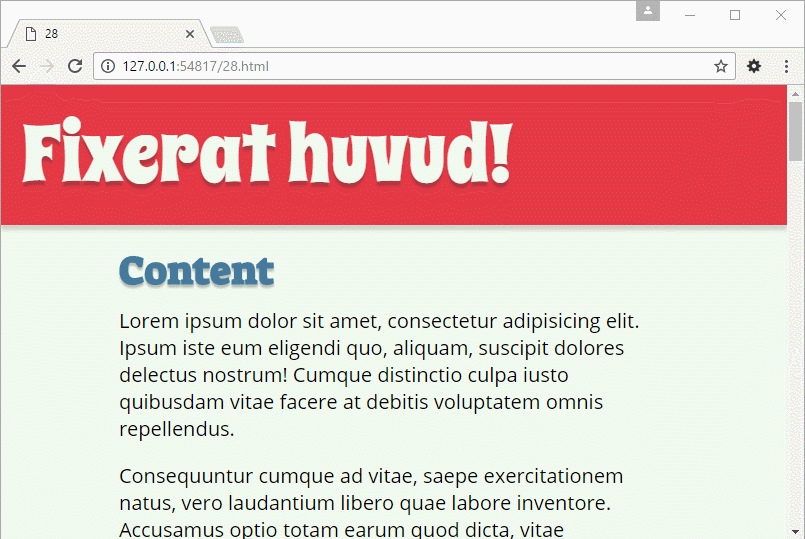 28
127.0.0.1:54817/28.html
Fixerat huvud!
Content
Lorem ipsum dolor sit amet, consectetur adipisicing elit.
Ipsum iste eum eligendi quo, aliquam, suscipit dolores
delectus nostrum! Cumque distinctio culpa iusto
quibusdam vitae facere at debitis voluptatem omnis
repellendus.
Consequuntur cumque ad vitae, saepe exercitationem
natus, vero laudantium libero quae labore inventore.
Accusamus optio totam earum quod dicta, vitae